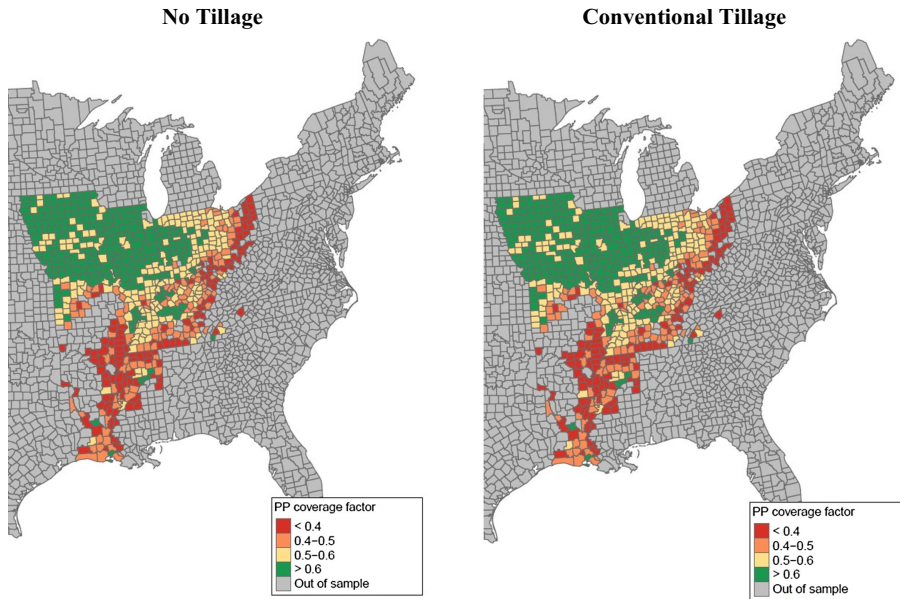 No Tillage
Conventional Tillage
PP coverage factor
< 0.4
0.4–0.5
0.5–0.6
> 0.6
Out of sample
PP coverage factor
< 0.4
0.4–0.5
0.5–0.6
> 0.6
Out of sample